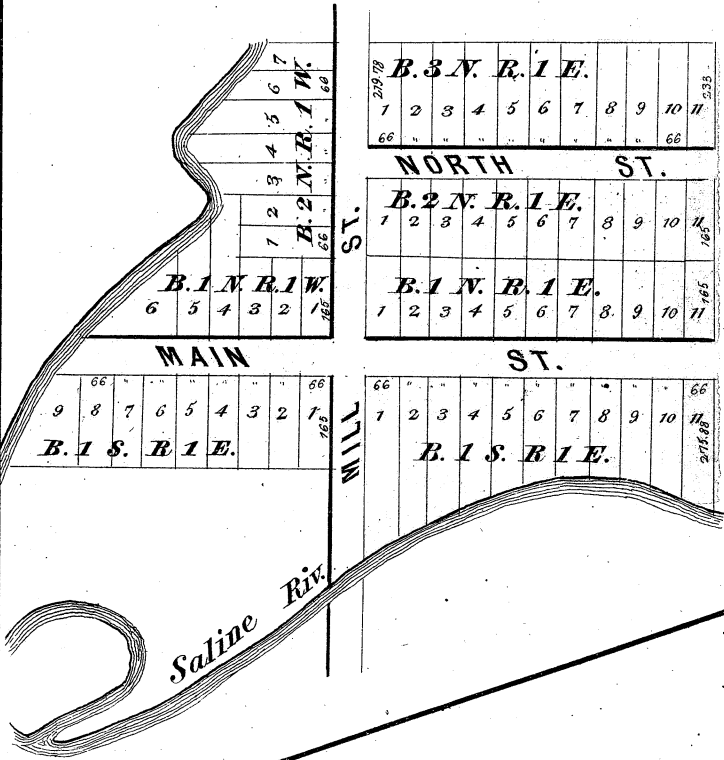 B. 3 N. R. 1 E.
279.78 233
1 2 3 4 5 6 7 8 9 10 11
66 " " " " " " " " 66
NORTH ST.
7 6 5 4 3 2 1
B. 2 N. R. 1 W.
60 " " " " 66
B. 2 N. R. 1 E.
1 2 3 4 5 6 7 8 9 10 11
165
B. 1 N. R. 1 W.
6 5 4 3 2 1
165
B. 1 N. R. 1 E.
1 2 3 4 5 6 7 8 9 10 11
165
MAIN ST.
66 " " " " " " 66
9 8 7 6 5 4 3 2 1
165
B. 1 S. R 1 E.
66 " " " " " " " " 66
1 2 3 4 5 6 7 8 9 10 11
275.88
B. 1 S. R 1 E.
MILL ST.
Saline Riv.